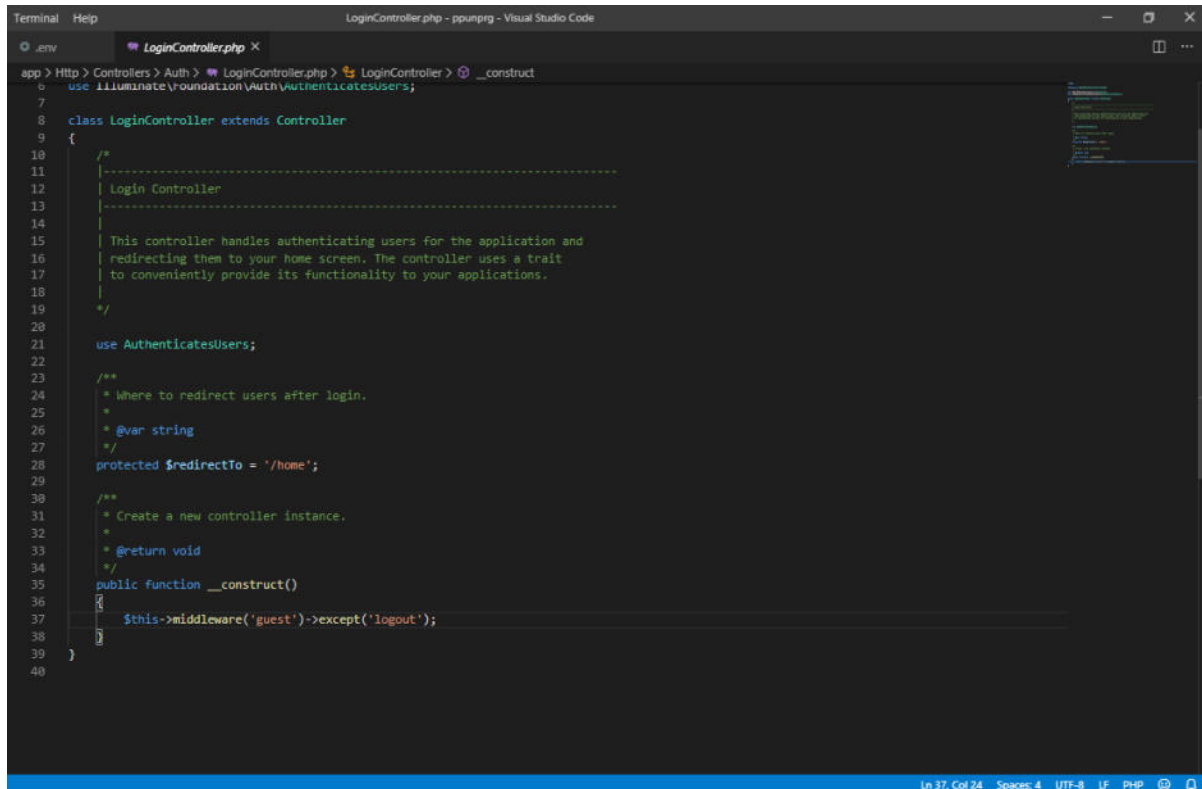 Terminal Help LoginController.php - ppunprg - Visual Studio Code
.env LoginController.php
app > Http > Controllers > Auth > LoginController.php > LoginController > __construct
6 use Illuminate\Foundation\Auth\AuthenticatesUsers;
7
8 class LoginController extends Controller
9 {
10 /*
11 |--------------------------------------------------------------------------
12 | Login Controller
13 |--------------------------------------------------------------------------
14 |
15 | This controller handles authenticating users for the application and
16 | redirecting them to your home screen. The controller uses a trait
17 | to conveniently provide its functionality to your applications.
18 |
19 */
20
21 use AuthenticatesUsers;
22
23 /**
24 * Where to redirect users after login.
25 *
26 * @var string
27 */
28 protected $redirectTo = '/home';
29
30 /**
31 * Create a new controller instance.
32 *
33 * @return void
34 */
35 public function __construct()
36 {
37 $this->middleware('guest')->except('logout');
38 }
39 }
40
Ln 37, Col 24 Spaces: 4 UTF-8 LF PHP